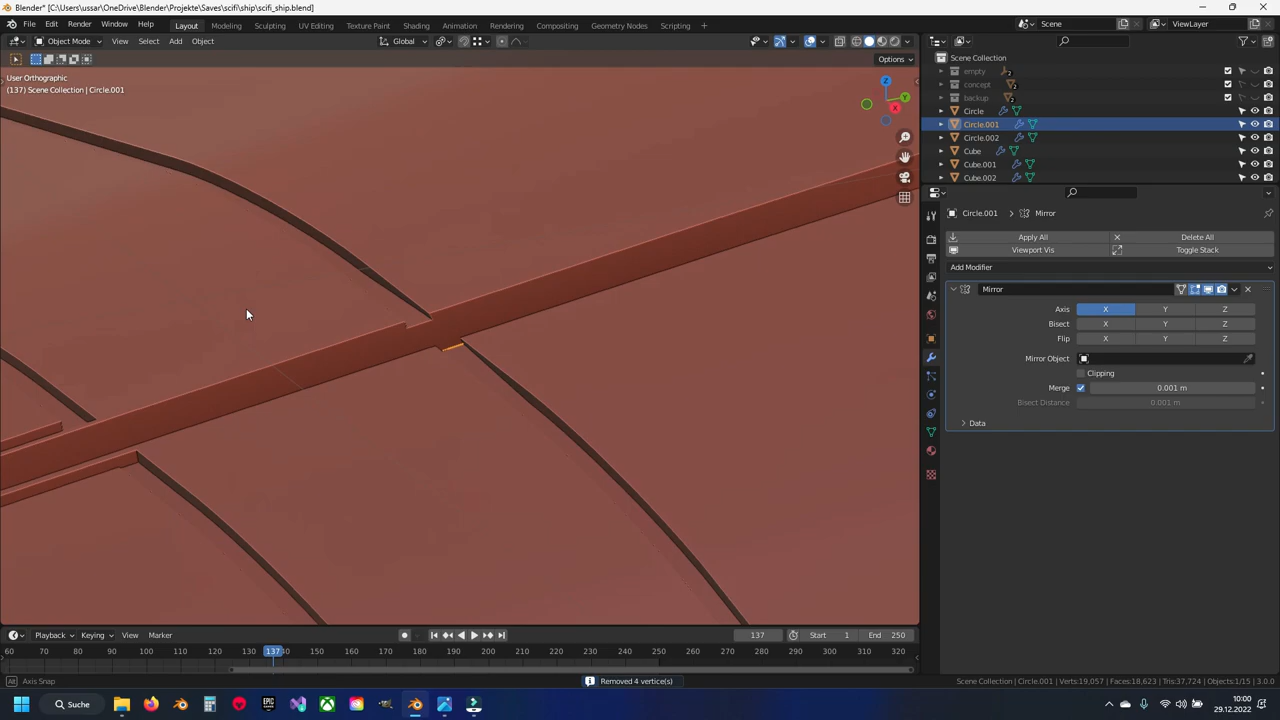 Blender* [C:\Users\ussar\OneDrive\Blender\Projekte\Saves\scifi\ship\scifi_ship.blend]
File Edit Render Window Help Layout Modeling Sculpting UV Editing Texture Paint Shading Animation Rendering Compositing Geometry Nodes Scripting + Scene ViewLayer
Object Mode View Select Add Object Global
Options
User Orthographic
(137) Scene Collection | Circle.001
Z
Y
X
Scene Collection
empty 2
concept 2
backup 2
Circle
Circle.001
Circle.002
Cube
Cube.001
Cube.002
Circle.001 Mirror
Apply All Delete All
Viewport Vis Toggle Stack
Add Modifier
Mirror
Axis X Y Z
Bisect X Y Z
Flip X Y Z
Mirror Object
Clipping
Merge 0.001 m
Bisect Distance 0.001 m
Data
Playback Keying View Marker 137 Start 1 End 250
60 70 80 90 100 110 120 130 137 140 150 160 170 180 190 200 210 220 230 240 250 260 270 280 290 300 310 320
Alt Axis Snap Removed 4 vertice(s) Scene Collection | Circle.001 | Verts:19,057 | Faces:18,623 | Tris:37,724 | Objects:1/15 | 3.0.0
Suche
10:00
29.12.2022